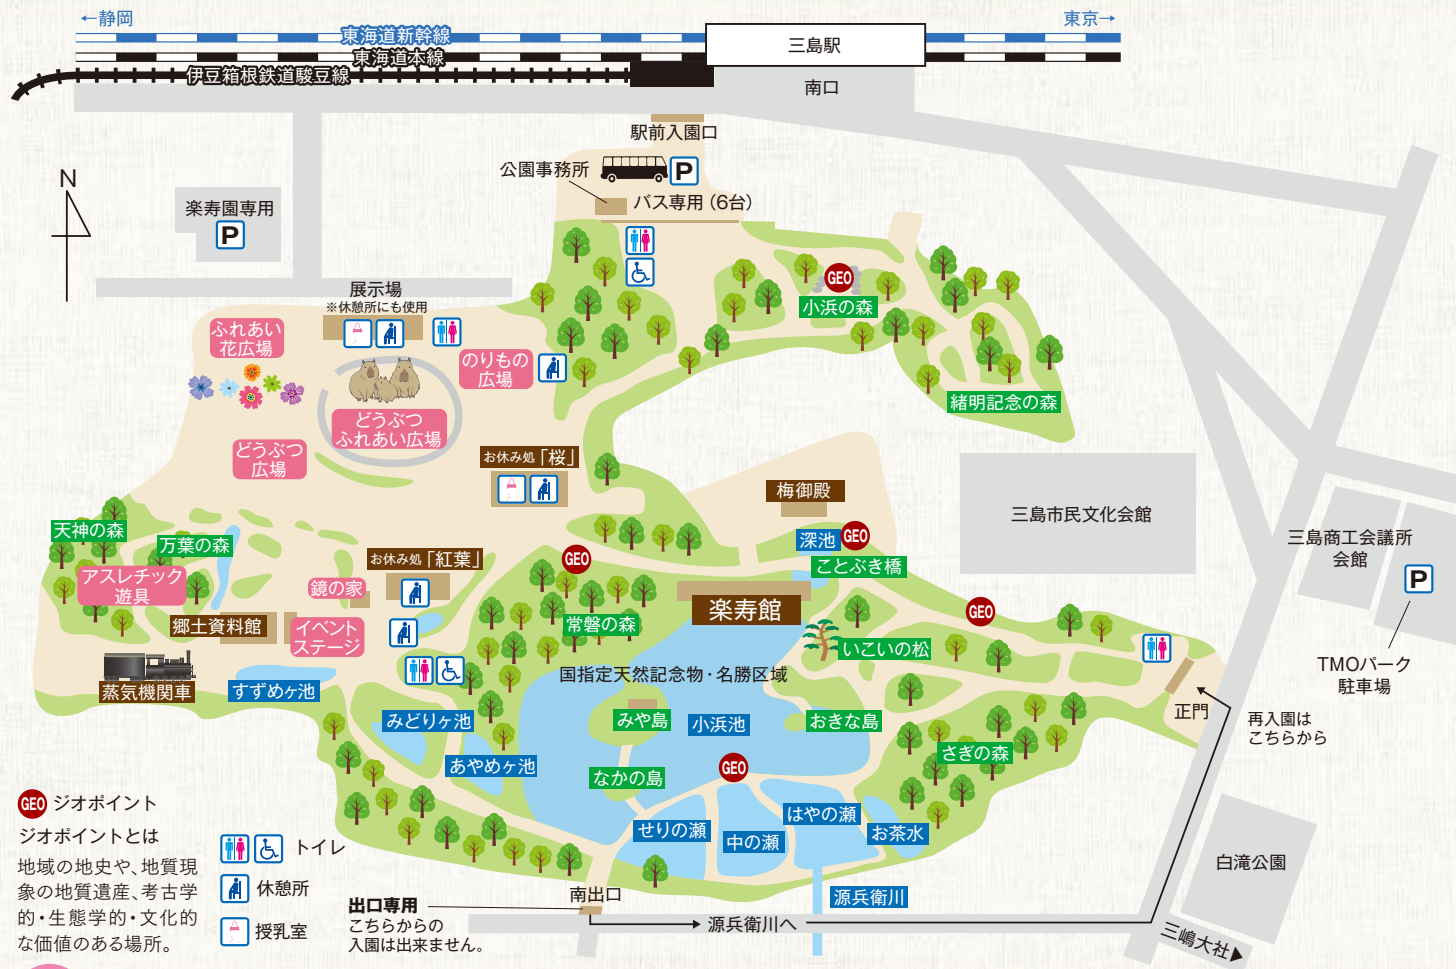 ←静岡
東京→
東海道新幹線
三島駅
東海道本線
伊豆箱根鉄道駿豆線
南口
駅前入園口
公園事務所
P
N
バス専用（6台）
楽寿園専用
P
GEO
展示場
※休憩所にも使用
小浜の森
ふれあい
花広場
のりもの
広場
緒明記念の森
どうぶつ
ふれあい広場
どうぶつ
広場
お休み処「桜」
梅御殿
三島市民文化会館
天神の森
万葉の森
深池
GEO
三島商工会議所
会館
お休み処「紅葉」
GEO
ことぶき橋
P
アスレチック
遊具
鏡の家
楽寿館
GEO
郷土資料館
イベント
ステージ
常磐の森
いこいの松
国指定天然記念物・名勝区域
TMOパーク
駐車場
蒸気機関車
すずめヶ池
みどりヶ池
みや島
小浜池
おきな島
正門
再入園は
こちらから
あやめヶ池
なかの島
GEO
さぎの森
GEO ジオポイント
ジオポイントとは
地域の地史や、地質現
象の地質遺産、考古学
的・生態学的・文化的
な価値のある場所。
トイレ
休憩所
授乳室
せりの瀬
中の瀬
はやの瀬
お茶水
白滝公園
南出口
出口専用
こちらからの
入園は出来ません。
源兵衛川
源兵衛川へ
三嶋大社▶